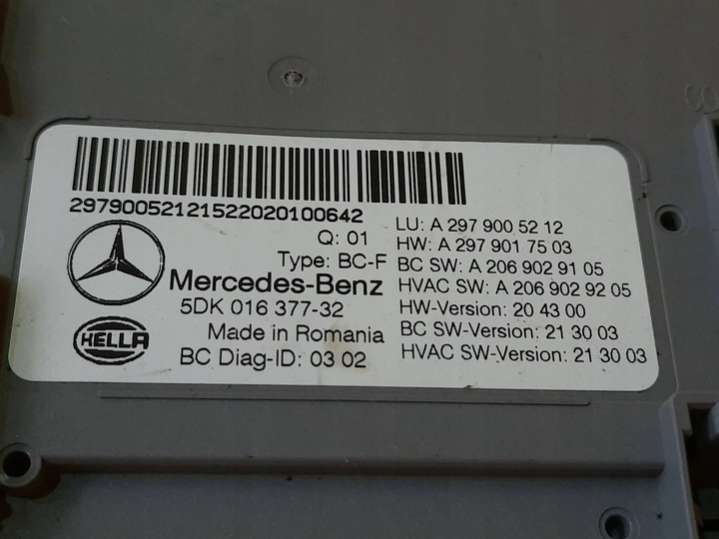 29790052121522020100642
Q: 01
Type: BC-F
Mercedes-Benz
5DK 016 377-32
HELLA
Made in Romania
BC Diag-ID: 03 02
LU: A 297 900 52 12
HW: A 297 901 75 03
BC SW: A 206 902 91 05
HVAC SW: A 206 902 92 05
HW-Version: 20 43 00
BC SW-Version: 21 30 03
HVAC SW-Version: 21 30 03